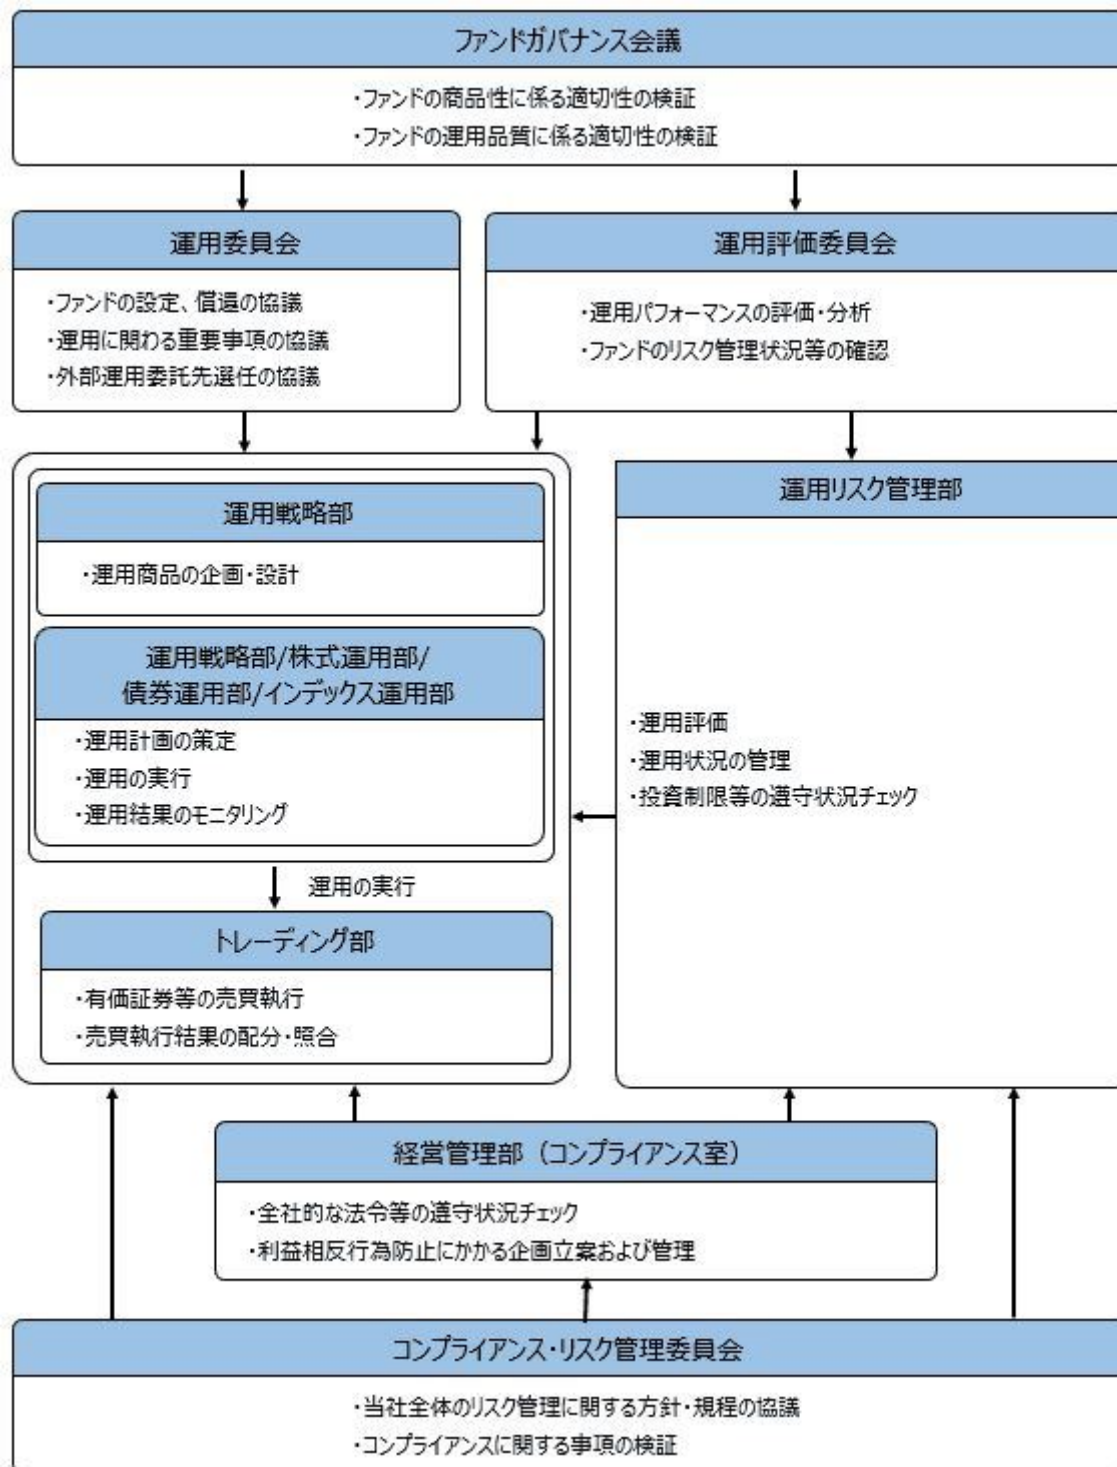 ファンドガバナンス会議
・ファンドの商品性に係る適切性の検証
・ファンドの運用品質に係る適切性の検証
運用委員会
・ファンドの設定、償還の協議
・運用に関わる重要事項の協議
・外部運用委託先選任の協議
運用評価委員会
・運用パフォーマンスの評価・分析
・ファンドのリスク管理状況等の確認
運用戦略部
・運用商品の企画・設計
運用戦略部/株式運用部/
債券運用部/インデックス運用部
・運用計画の策定
・運用の実行
・運用結果のモニタリング
運用の実行
トレーディング部
・有価証券等の売買執行
・売買執行結果の配分・照合
運用リスク管理部
・運用評価
・運用状況の管理
・投資制限等の遵守状況チェック
経営管理部（コンプライアンス室）
・全社的な法令等の遵守状況チェック
・利益相反行為防止にかかる企画立案および管理
コンプライアンス・リスク管理委員会
・当社全体のリスク管理に関する方針・規程の協議
・コンプライアンスに関する事項の検証